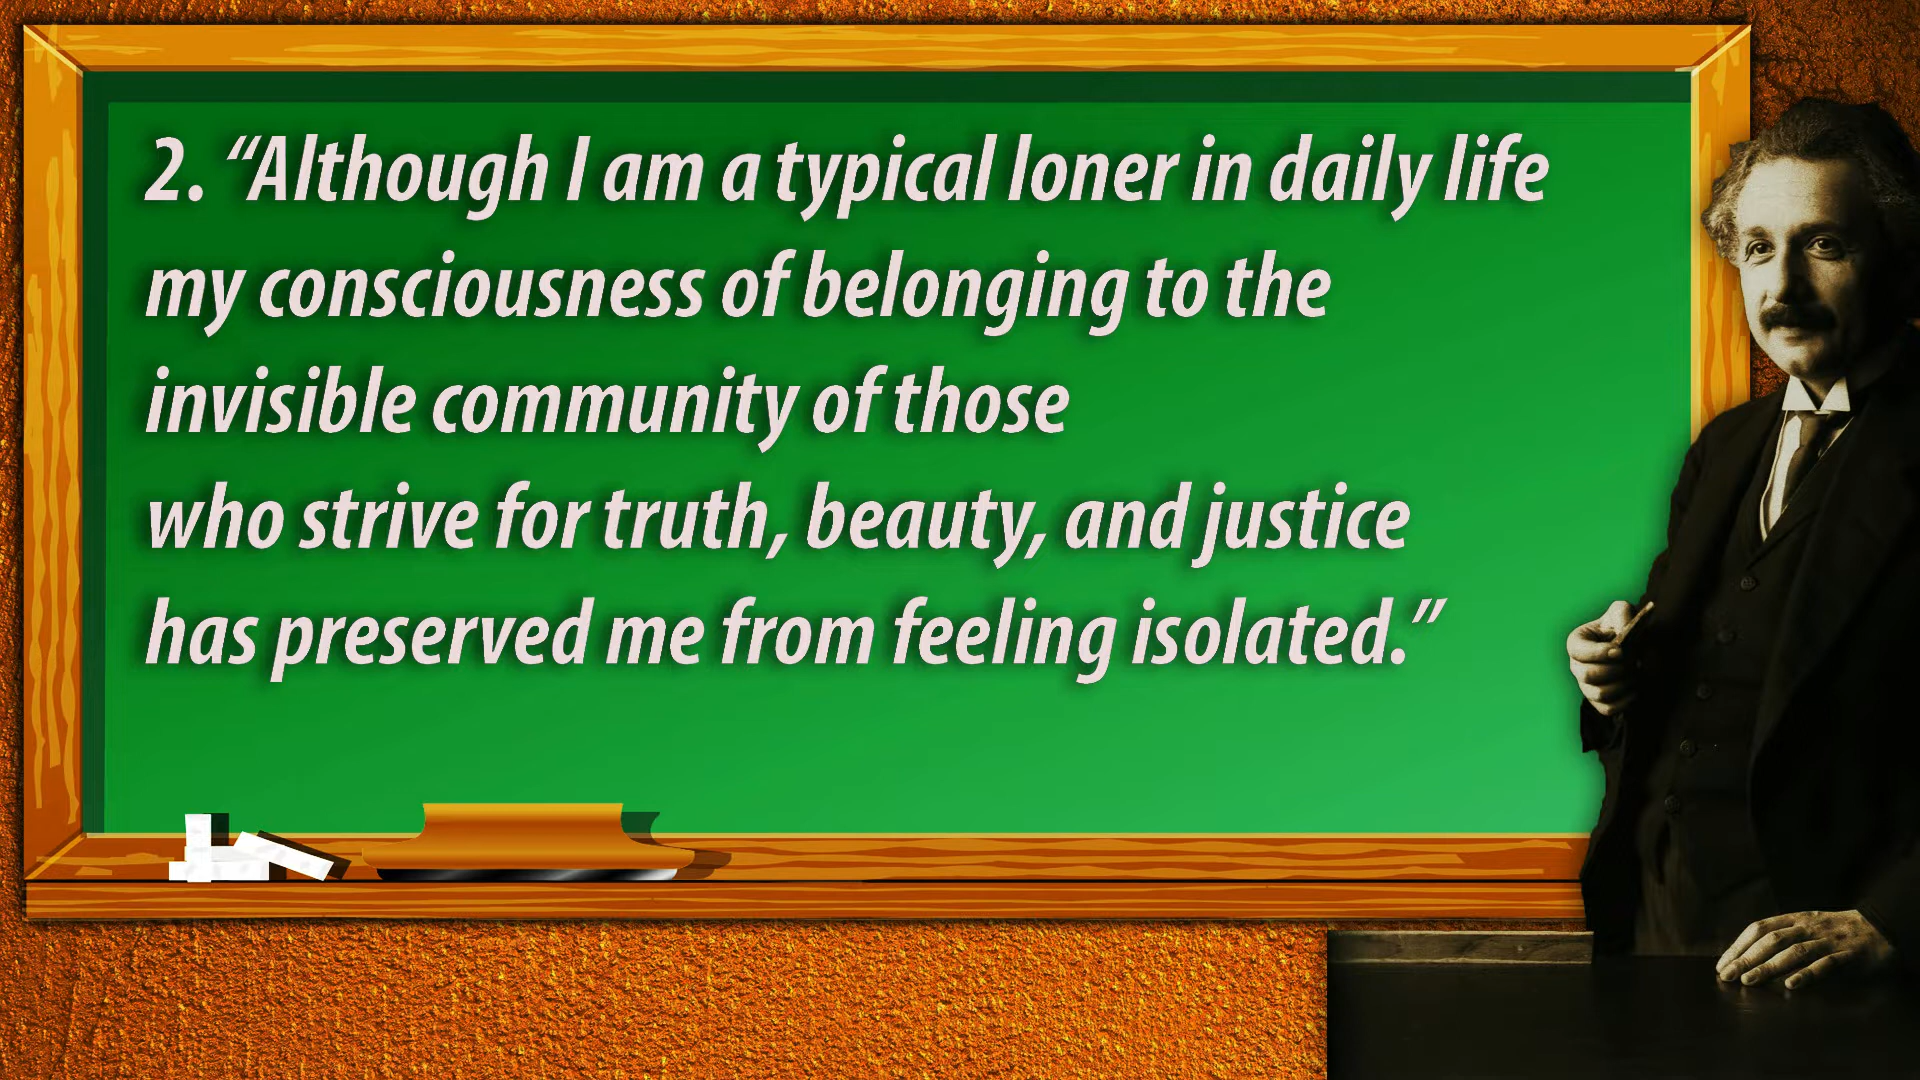 2. “Although I am a typical loner in daily life
my consciousness of belonging to the
invisible community of those
who strive for truth, beauty, and justice
has preserved me from feeling isolated.”